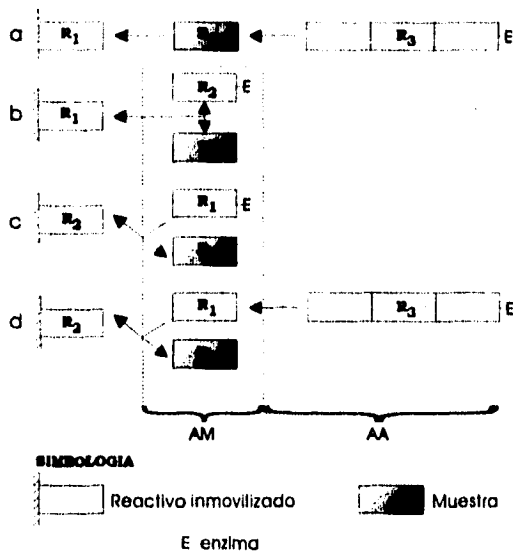 a R₁ R₃ E
b R₁ R₂ E
c R₂ R₁ E
d R₂ R₁ R₃ E
AM AA
SIMBOLOGIA
Reactivo inmovilizado Muestra
E enzima